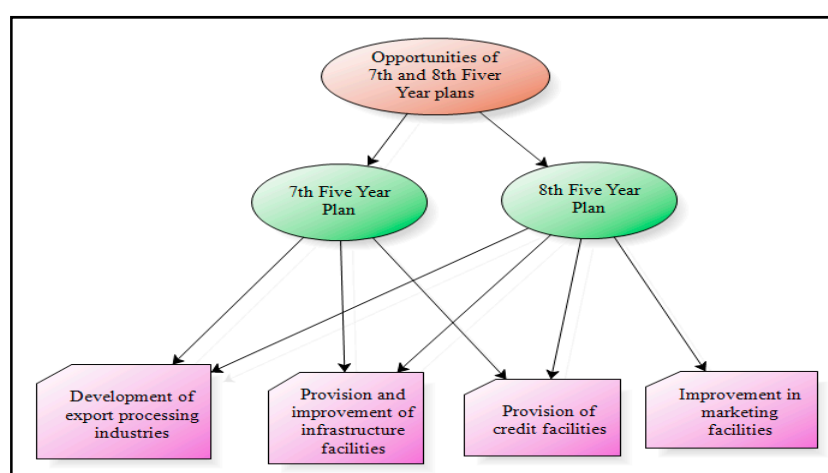 Opportunities of
7th and 8th Fiver
Year plans
7th Five Year
Plan
8th Five Year
Plan
Development of
export processing
industries
Provision and
improvement of
infrastructure
facilities
Provision of
credit facilities
Improvement in
marketing
facilities